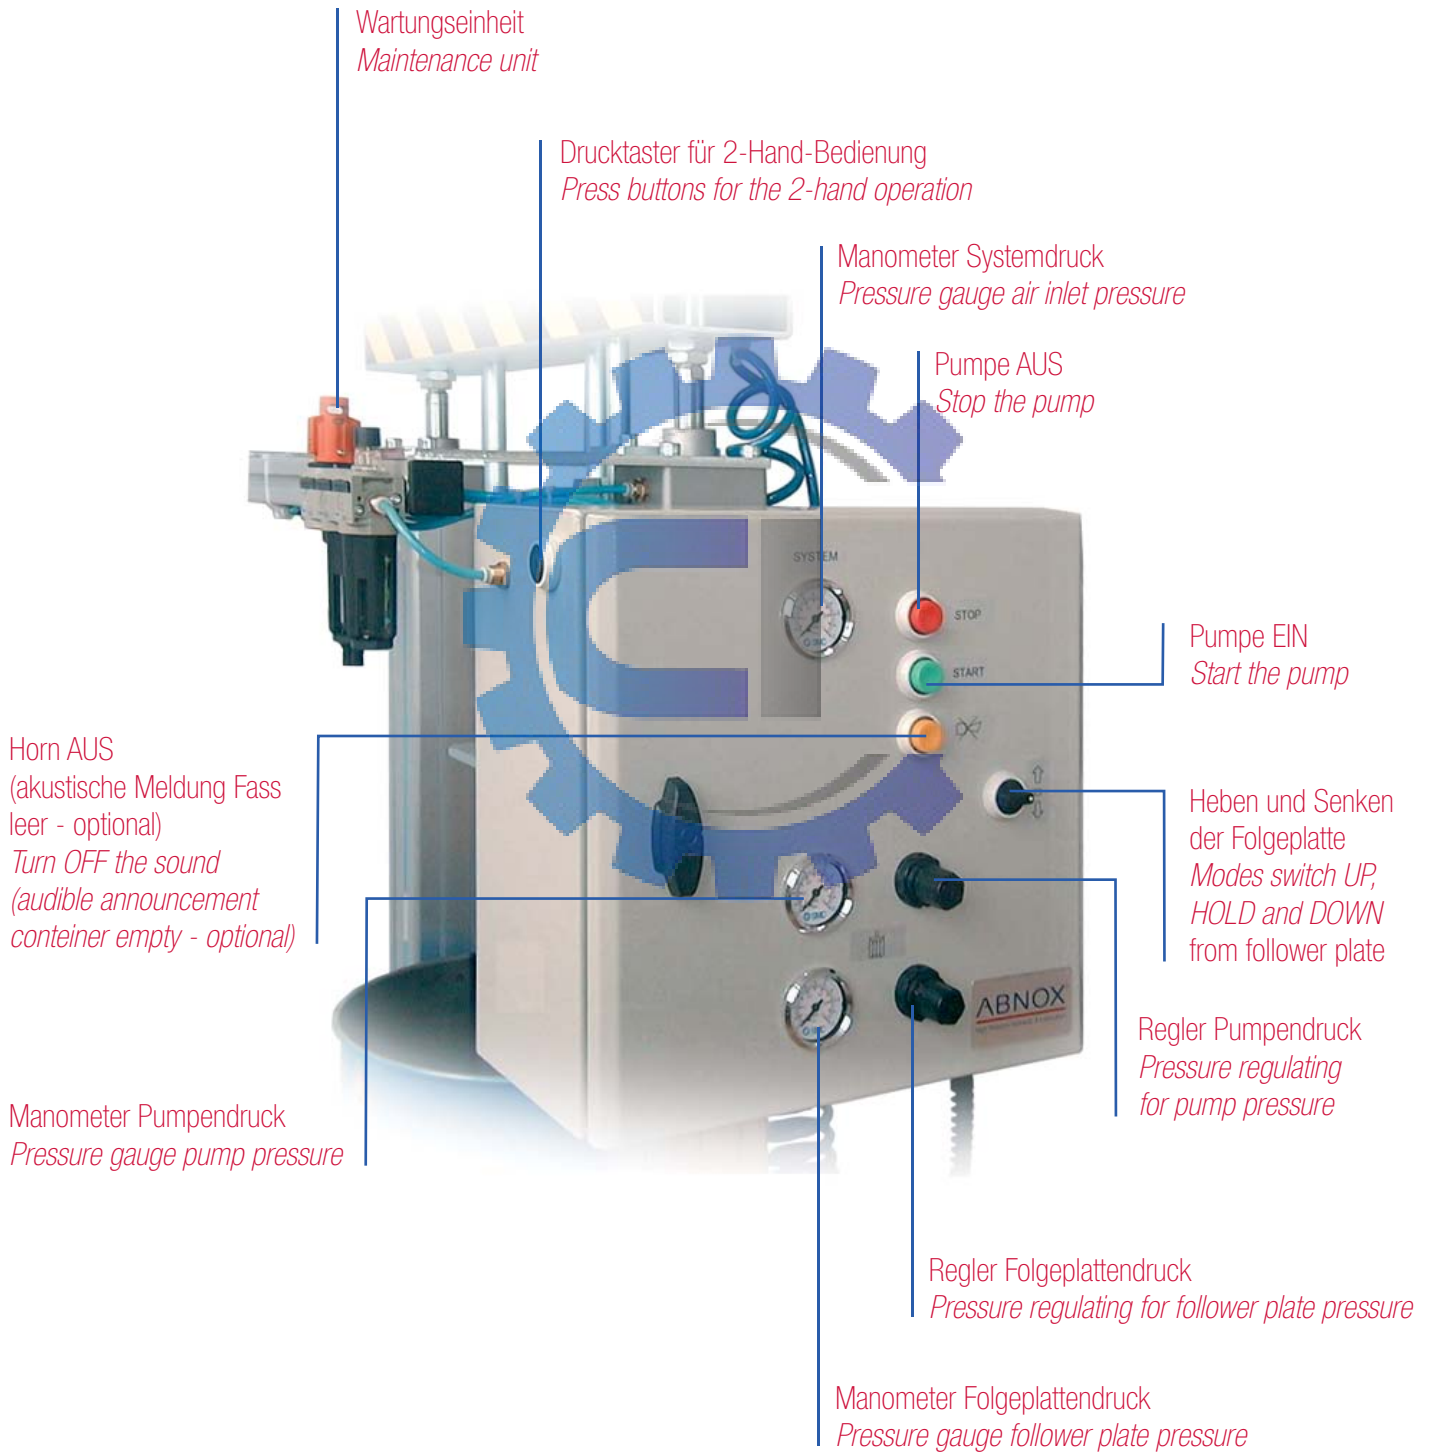 Wartungseinheit
Maintenance unit
Drucktaster für 2-Hand-Bedienung
Press buttons for the 2-hand operation
Manometer Systemdruck
Pressure gauge air inlet pressure
Pumpe AUS
Stop the pump
SYSTEM
STOP
START
Pumpe EIN
Start the pump
Horn AUS
(akustische Meldung Fass
leer - optional)
Turn OFF the sound
(audible announcement
conteiner empty - optional)
Heben und Senken
der Folgeplatte
Modes switch UP,
HOLD and DOWN
from follower plate
ABNOX
Regler Pumpendruck
Pressure regulating
for pump pressure
Manometer Pumpendruck
Pressure gauge pump pressure
Regler Folgeplattendruck
Pressure regulating for follower plate pressure
Manometer Folgeplattendruck
Pressure gauge follower plate pressure